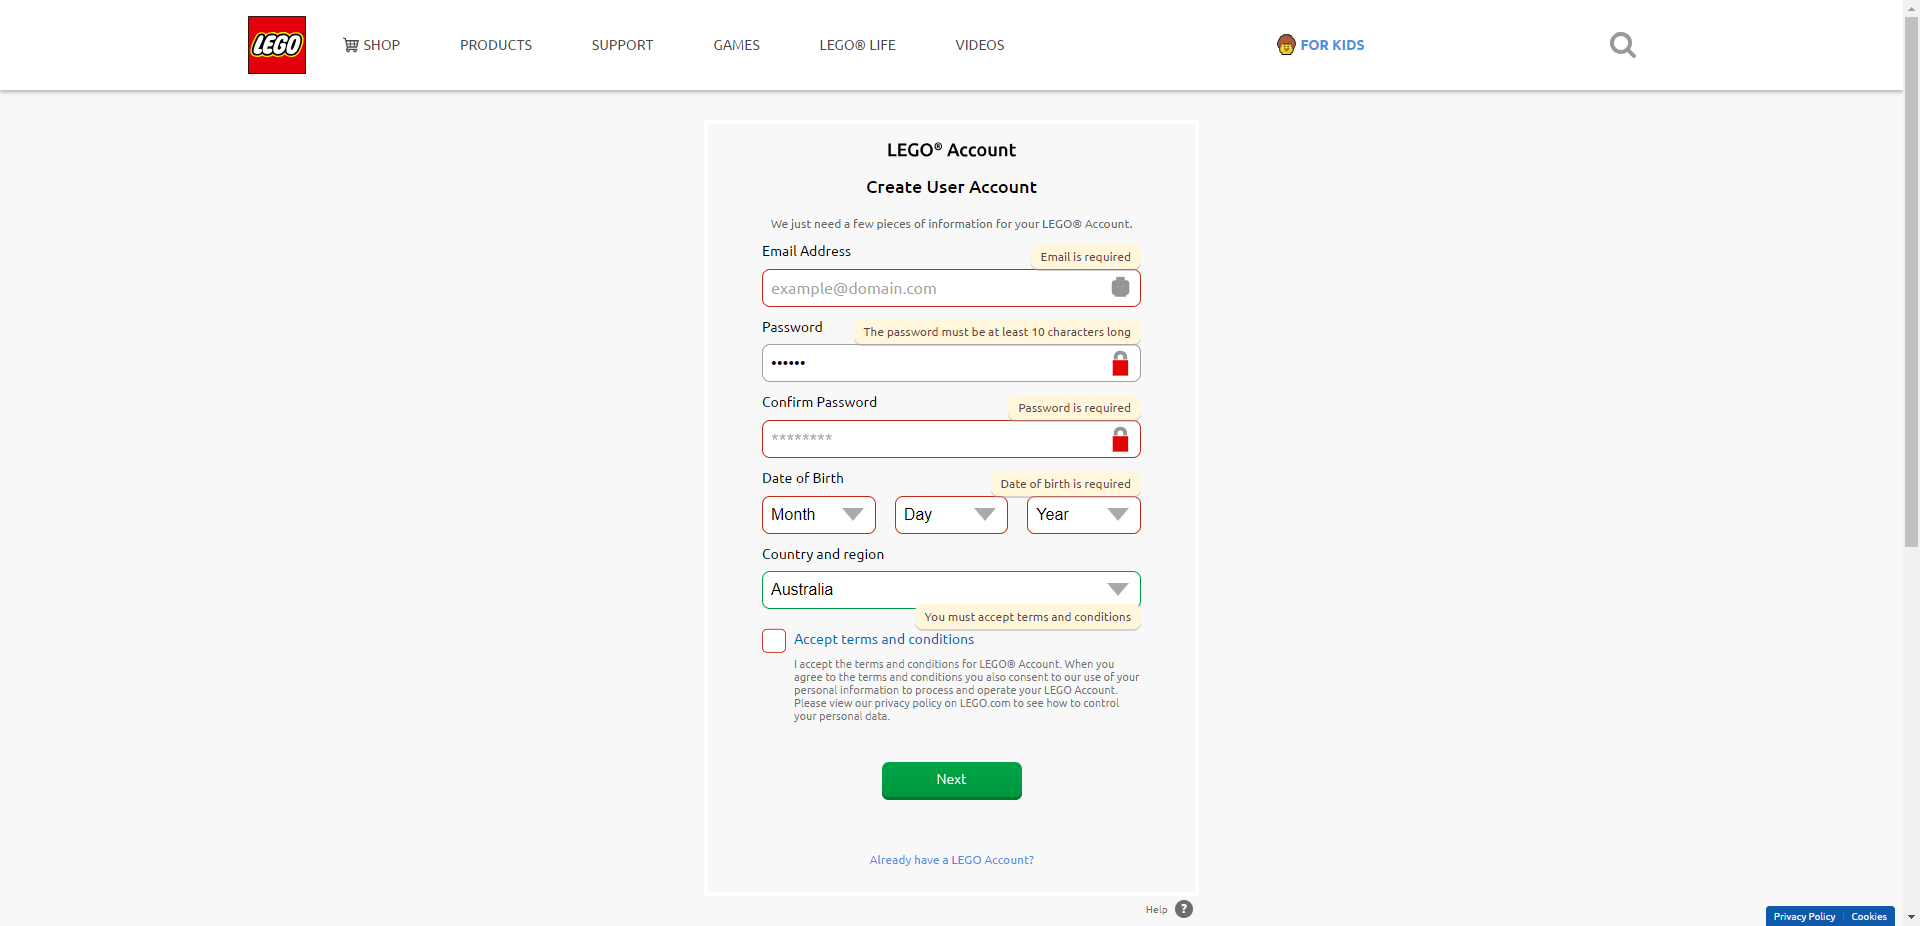 LEGO
SHOP
PRODUCTS
SUPPORT
GAMES
LEGO® LIFE
VIDEOS
FOR KIDS
LEGO® Account
Create User Account
We just need a few pieces of information for your LEGO® Account.
Email Address
Email is required
example@domain.com
Password
The password must be at least 10 characters long
••••••
Confirm Password
Password is required
********
Date of Birth
Date of birth is required
Month
Day
Year
Country and region
Australia
You must accept terms and conditions
Accept terms and conditions
I accept the terms and conditions for LEGO® Account. When you
agree to the terms and conditions you also consent to our use of your
personal information to process and operate your LEGO Account.
Please view our privacy policy on LEGO.com to see how to control
your personal data.
Next
Already have a LEGO Account?
Help ?
Privacy Policy
Cookies